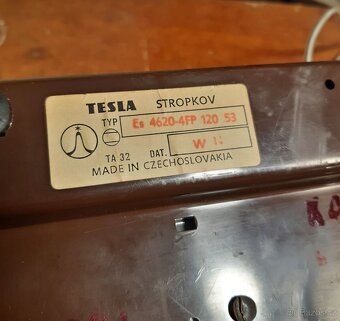 TESLA STROPKOV
TYP Es 4620-4FP 120 53
TA 32 DAT. W
MADE IN CZECHOSLOVAKIA